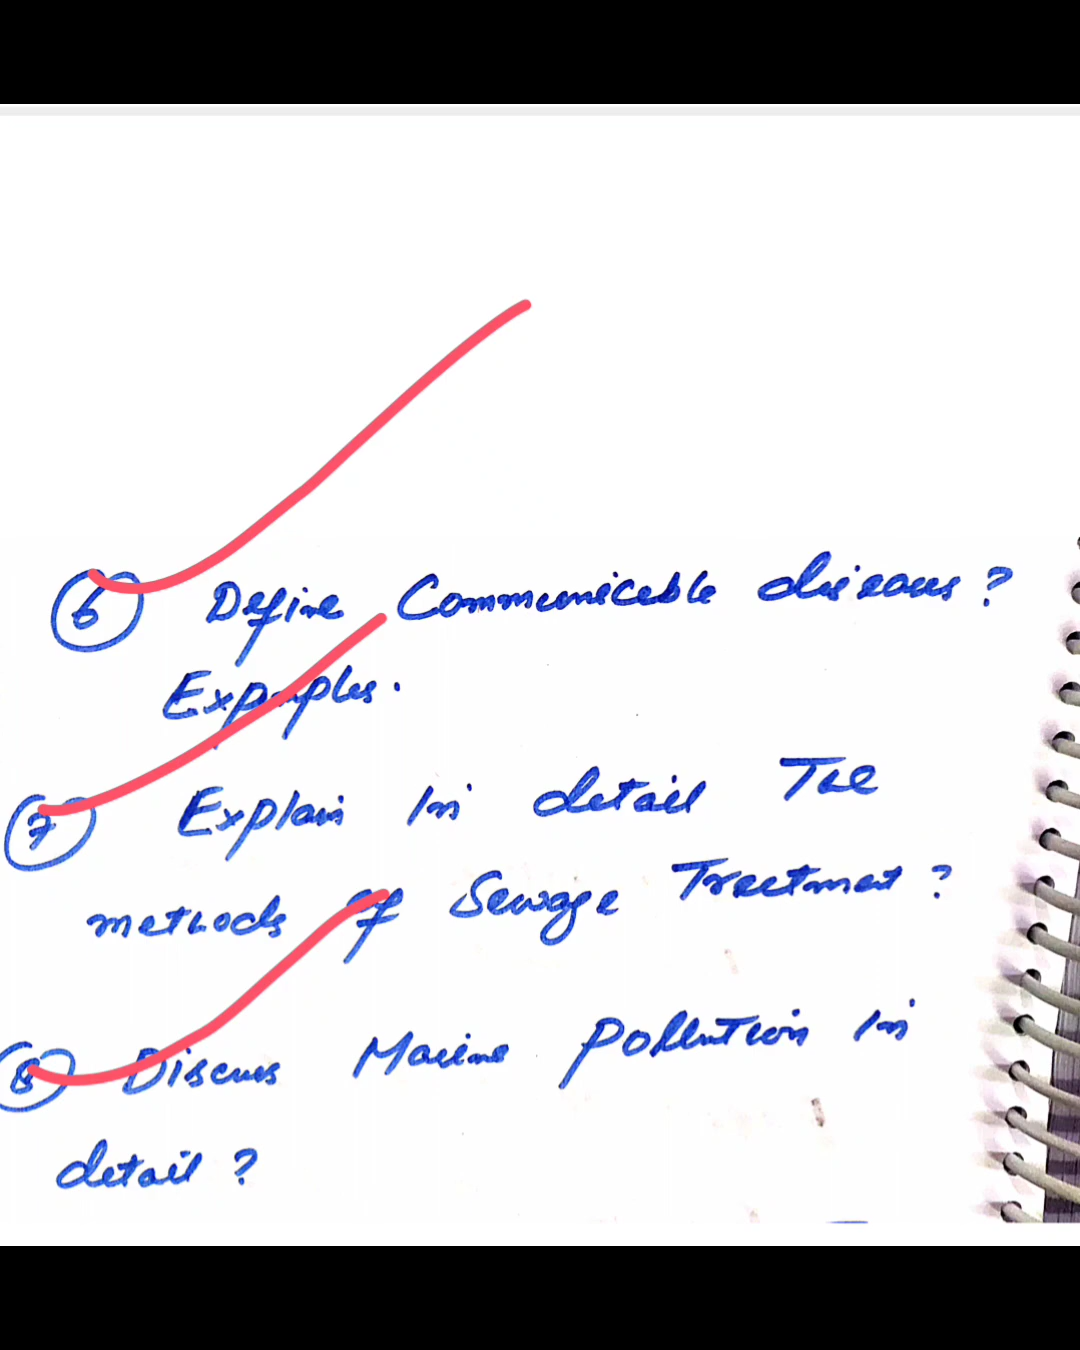 6 Define Communicable diseases?
Examples.
7 Explain in detail The
methods of Sewage Treatment?
8 Discuss Marine pollution in
detail?